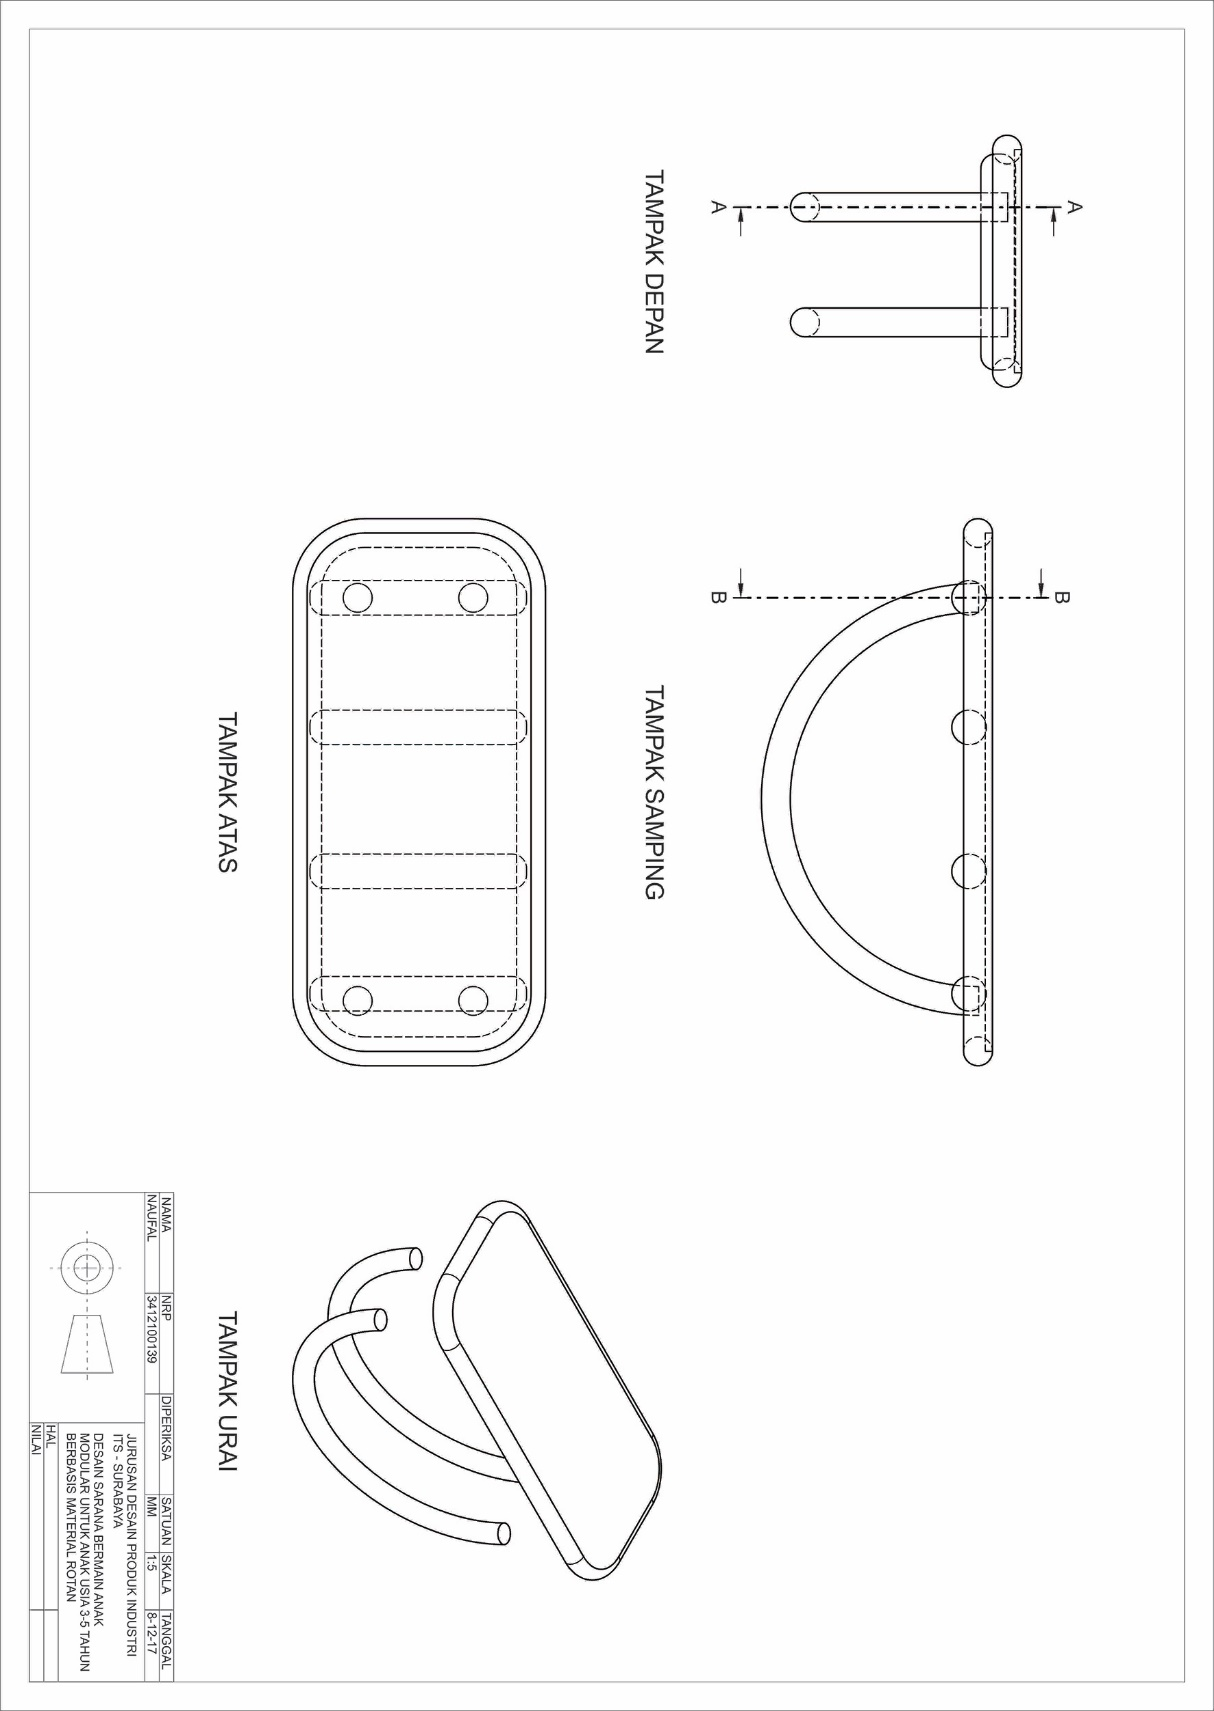 A
A
TAMPAK DEPAN
B
B
TAMPAK SAMPING
TAMPAK ATAS
TAMPAK URAI
NAMA NRP DIPERIKSA SATUAN SKALA TANGGAL
NAUFAL 3412100139 MM 1:5 8-12-17
JURUSAN DESAIN PRODUK INDUSTRI
ITS - SURABAYA
DESAIN SARANA BERMAIN ANAK
MODULAR UNTUK ANAK USIA 3-5 TAHUN
BERBASIS MATERIAL ROTAN
HAL
NILAI